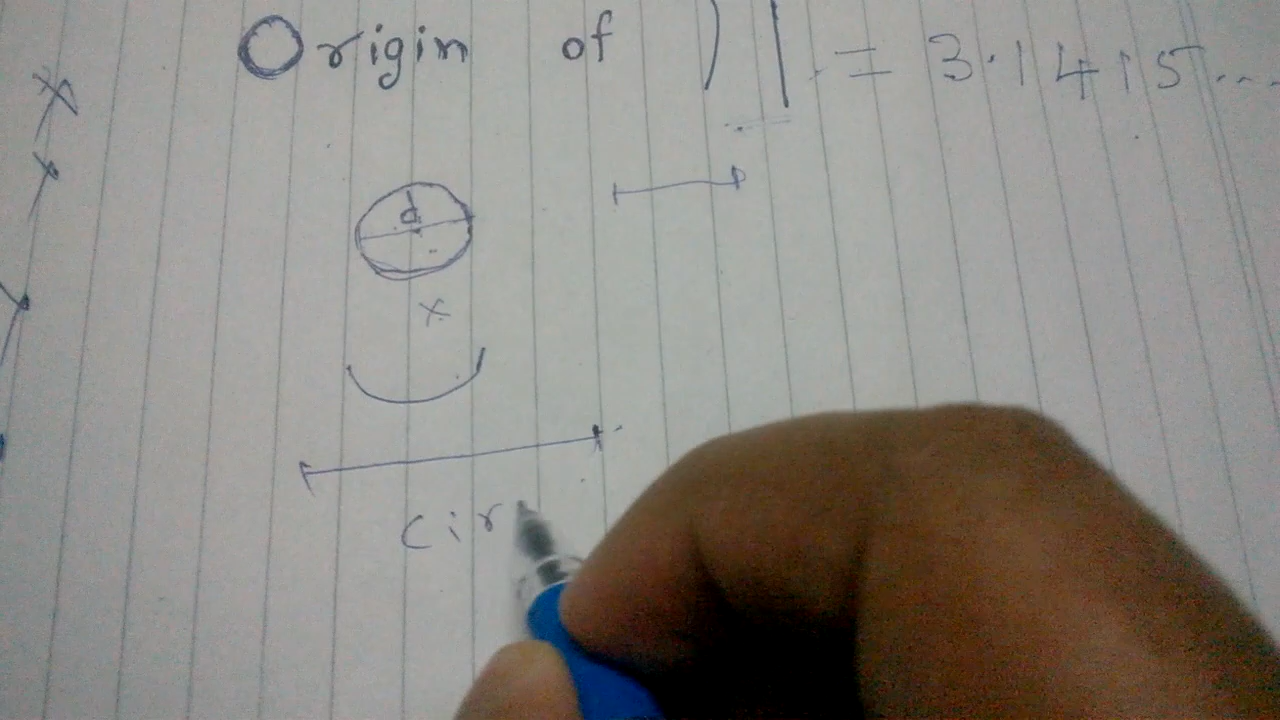 Origin of π = 3.1415...
d
x
Cir